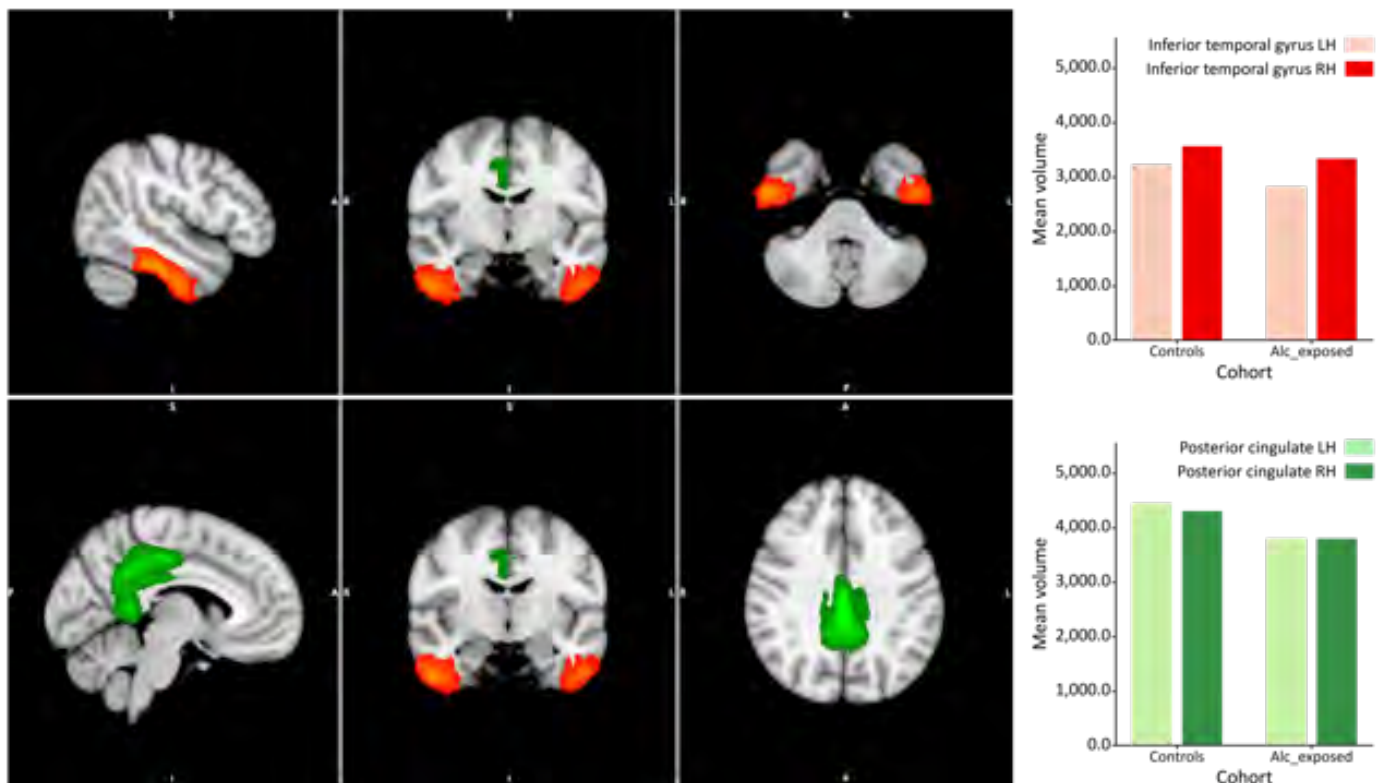 S
S
A
A
R
L
R
L
I
I
P
Inferior temporal gyrus LH
Inferior temporal gyrus RH
5,000.0
4,000.0
3,000.0
2,000.0
1,000.0
0.0
Mean volume
Controls
Alc_exposed
Cohort
S
S
A
P
A
R
L
R
L
I
I
Posterior cingulate LH
Posterior cingulate RH
5,000.0
4,000.0
3,000.0
2,000.0
1,000.0
0.0
Mean volume
Controls
Alc_exposed
Cohort